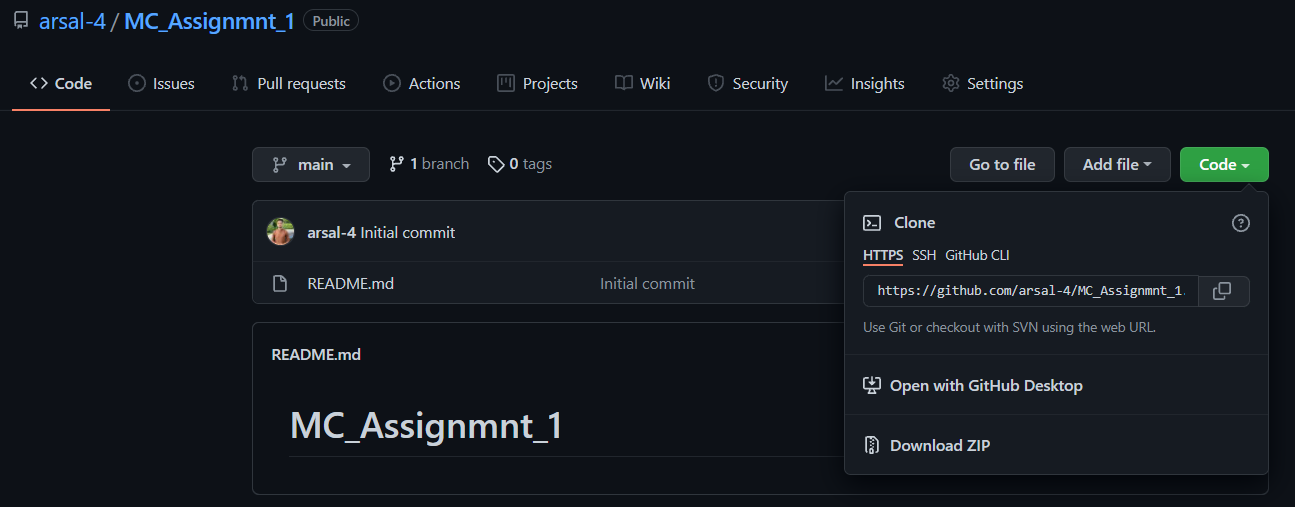 arsal-4 / MC_Assignmnt_1 Public
Code Issues Pull requests Actions Projects Wiki Security Insights Settings
main 1 branch 0 tags Go to file Add file Code
arsal-4 Initial commit
README.md Initial commit
README.md
MC_Assignmnt_1
Clone
HTTPS SSH GitHub CLI
https://github.com/arsal-4/MC_Assignmnt_1.
Use Git or checkout with SVN using the web URL.
Open with GitHub Desktop
Download ZIP